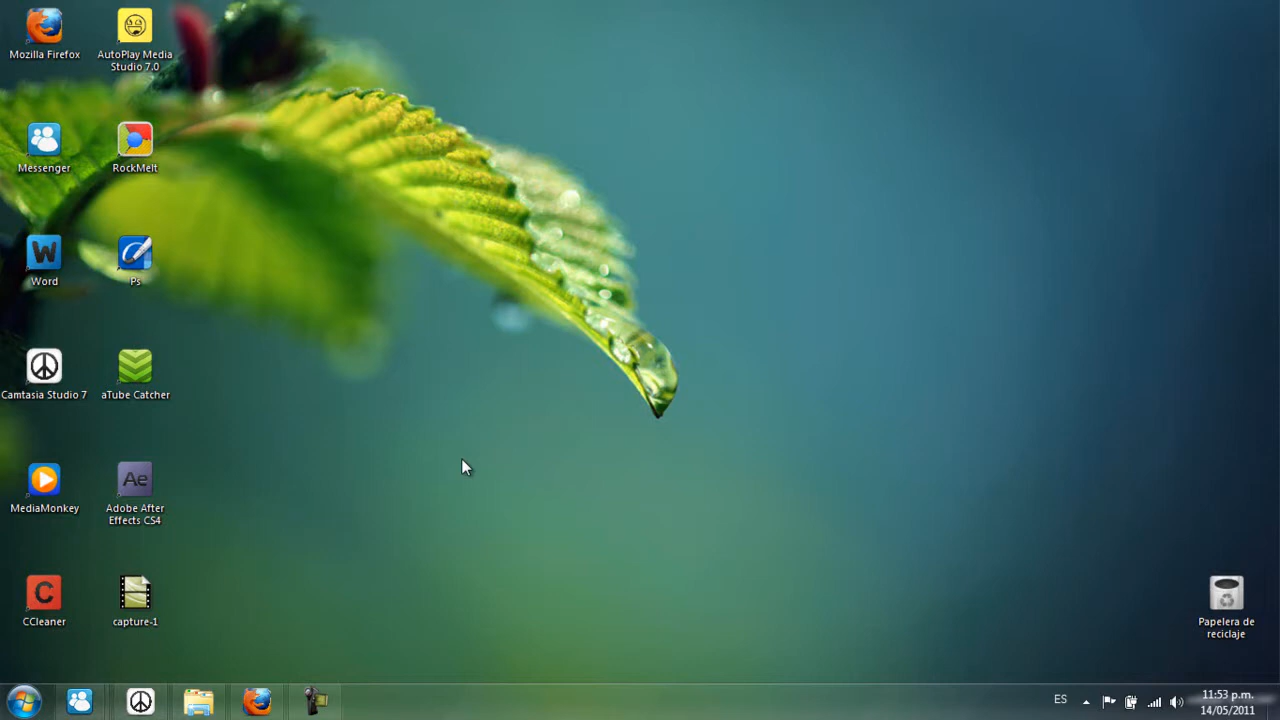 Mozilla Firefox
AutoPlay Media
Studio 7.0
Messenger
RockMelt
W
Word
Ps
Camtasia Studio 7
aTube Catcher
MediaMonkey
Ae
Adobe After
Effects CS4
C
CCleaner
capture-1
Papelera de
reciclaje
ES
11:53 p.m.
14/05/2011